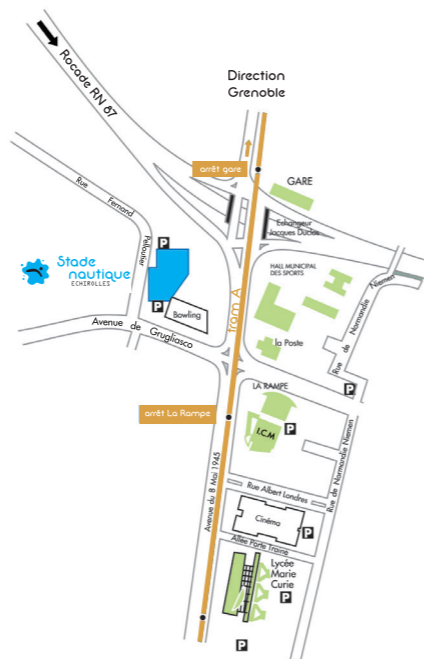 Rocade RN 87
Direction
Grenoble
arrêt gare
GARE
Echangeur
Jacques Duclos
Rue Fernand Pelloutier
P
Stade
nautique
ECHIROLLES
HALL MUNICIPAL
DES SPORTS
Rue de Normandie Niemen
Bowling
tram A
Avenue de Grugliasco
la Poste
P
LA RAMPE
arrêt La Rampe
I.C.M
P
Rue de Normandie Niemen
Avenue du 8 Mai 1945
Rue Albert Londres
Cinéma
P
Allée Porte Traine
Lycée
Marie
Curie
P
P
P